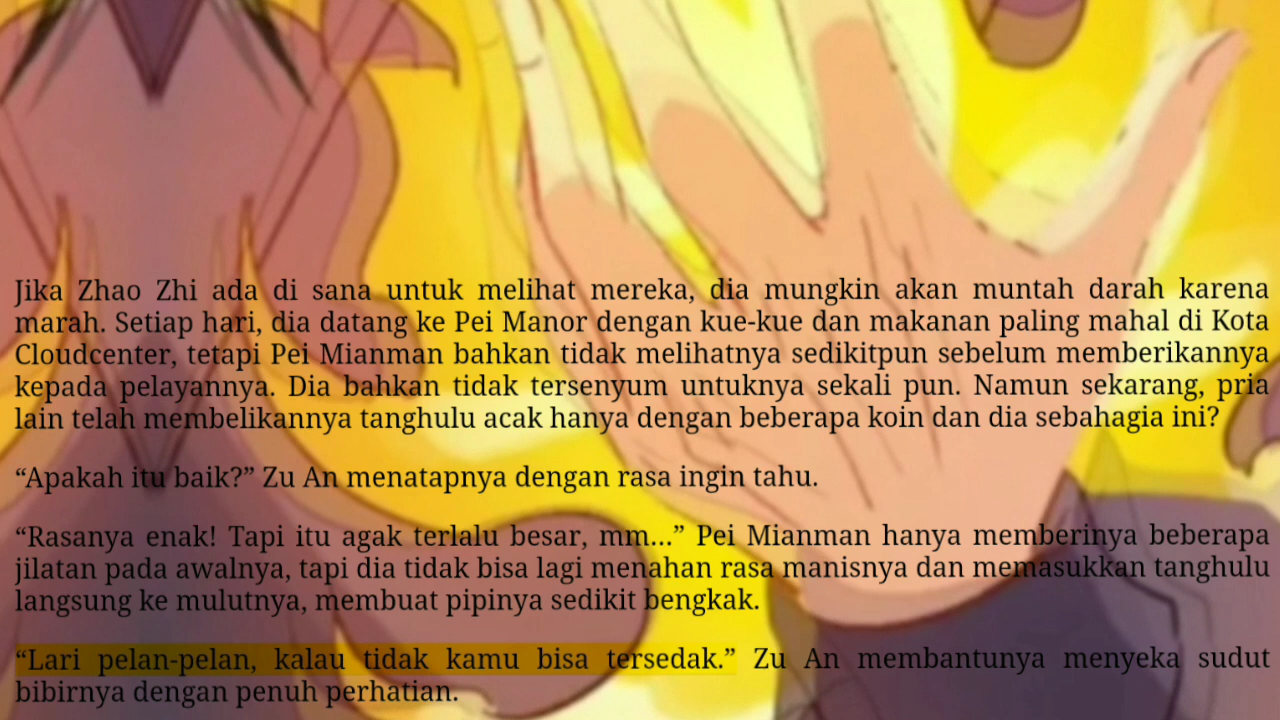 Jika Zhao Zhi ada di sana untuk melihat mereka, dia mungkin akan muntah darah karena
marah. Setiap hari, dia datang ke Pei Manor dengan kue-kue dan makanan paling mahal di Kota
Cloudcenter, tetapi Pei Mianman bahkan tidak melihatnya sedikitpun sebelum memberikannya
kepada pelayannya. Dia bahkan tidak tersenyum untuknya sekali pun. Namun sekarang, pria
lain telah membelikannya tanghulu acak hanya dengan beberapa koin dan dia sebahagia ini?
“Apakah itu baik?” Zu An menatapnya dengan rasa ingin tahu.
“Rasanya enak! Tapi itu agak terlalu besar, mm...” Pei Mianman hanya memberinya beberapa
jilatan pada awalnya, tapi dia tidak bisa lagi menahan rasa manisnya dan memasukkan tanghulu
langsung ke mulutnya, membuat pipinya sedikit bengkak.
“Lari pelan-pelan, kalau tidak kamu bisa tersedak.” Zu An membantunya menyeka sudut
bibirnya dengan penuh perhatian.